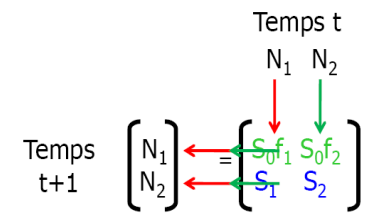 Temps t
N₁ N₂
Temps t+1
N₁ = S₀f₁ S₀f₂
N₂ S₁ S₂